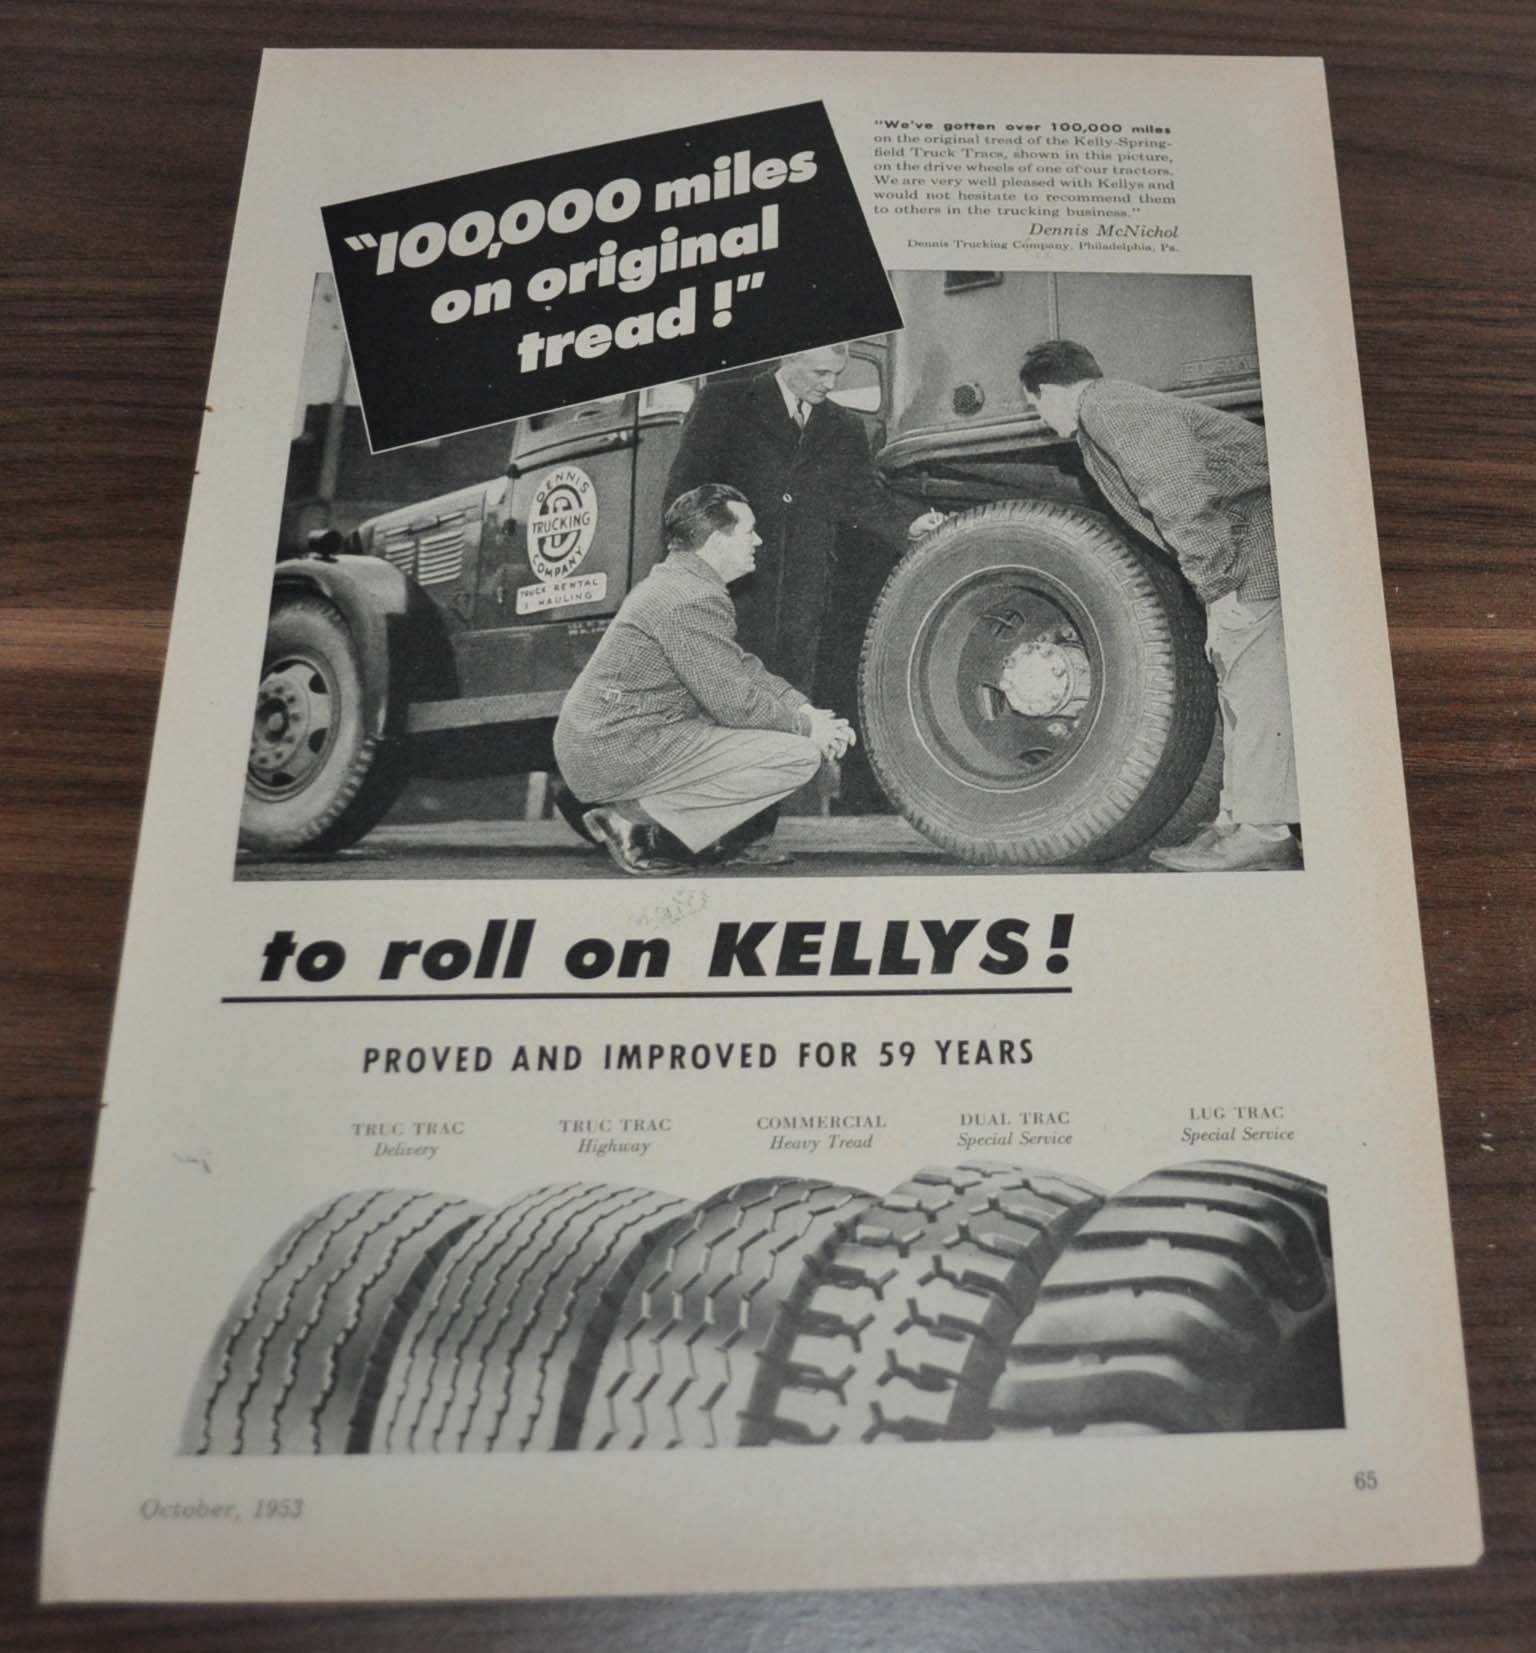 "100,000 miles
on original
tread!"
"We've gotten over 100,000 miles
on the original tread of the Kelly-Spring-
field Truck Tracs, shown in this picture,
on the drive wheels of one of our tractors.
We are very well pleased with Kellys and
would not hesitate to recommend them
to others in the trucking business."
Dennis McNichol
Dennis Trucking Company, Philadelphia, Pa.
DENNIS
TRUCKING
COMPANY
TRUCK RENTAL
HAULING
to roll on KELLYS!
PROVED AND IMPROVED FOR 59 YEARS
TRUC TRAC
Delivery
TRUC TRAC
Highway
COMMERCIAL
Heavy Tread
DUAL TRAC
Special Service
LUG TRAC
Special Service
October, 1953
65